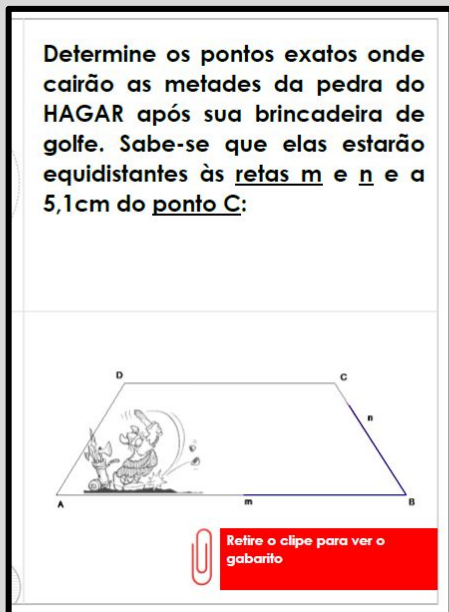 Determine os pontos exatos onde
cairão as metades da pedra do
HAGAR após sua brincadeira de
golfe. Sabe-se que elas estarão
equidistantes às retas m e n e a
5,1cm do ponto C:
D
C
n
A
m
B
Retire o clipe para ver o
gabarito